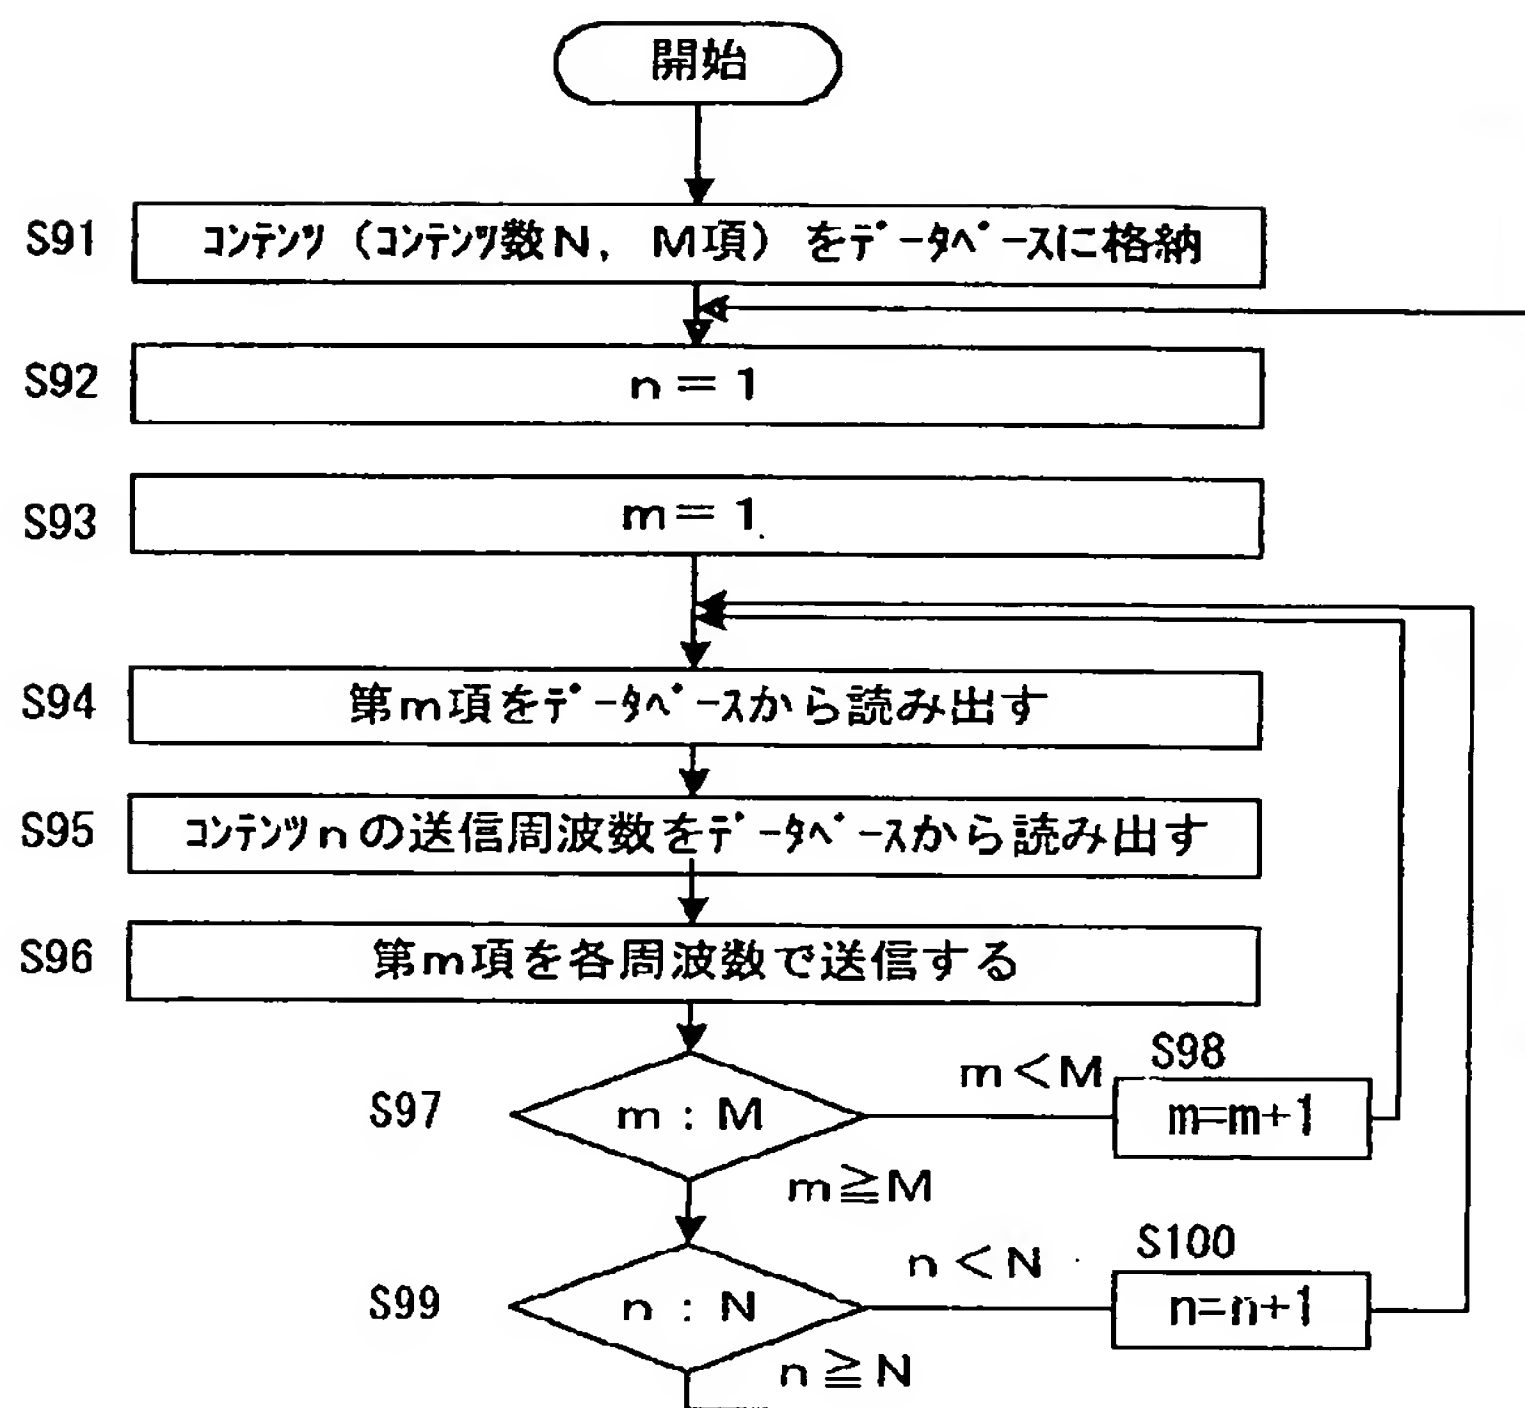 開始
S91 コンテンツ（コンテンツ数N, M項）をデータベースに格納
S92 n＝1
S93 m＝1
S94 第m項をデータベースから読み出す
S95 コンテンツnの送信周波数をデータベースから読み出す
S96 第m項を各周波数で送信する
S98
m＜M
S97 m：M m=m+1
m≧M
S100
n＜N
S99 n：N n=n+1
n≧N